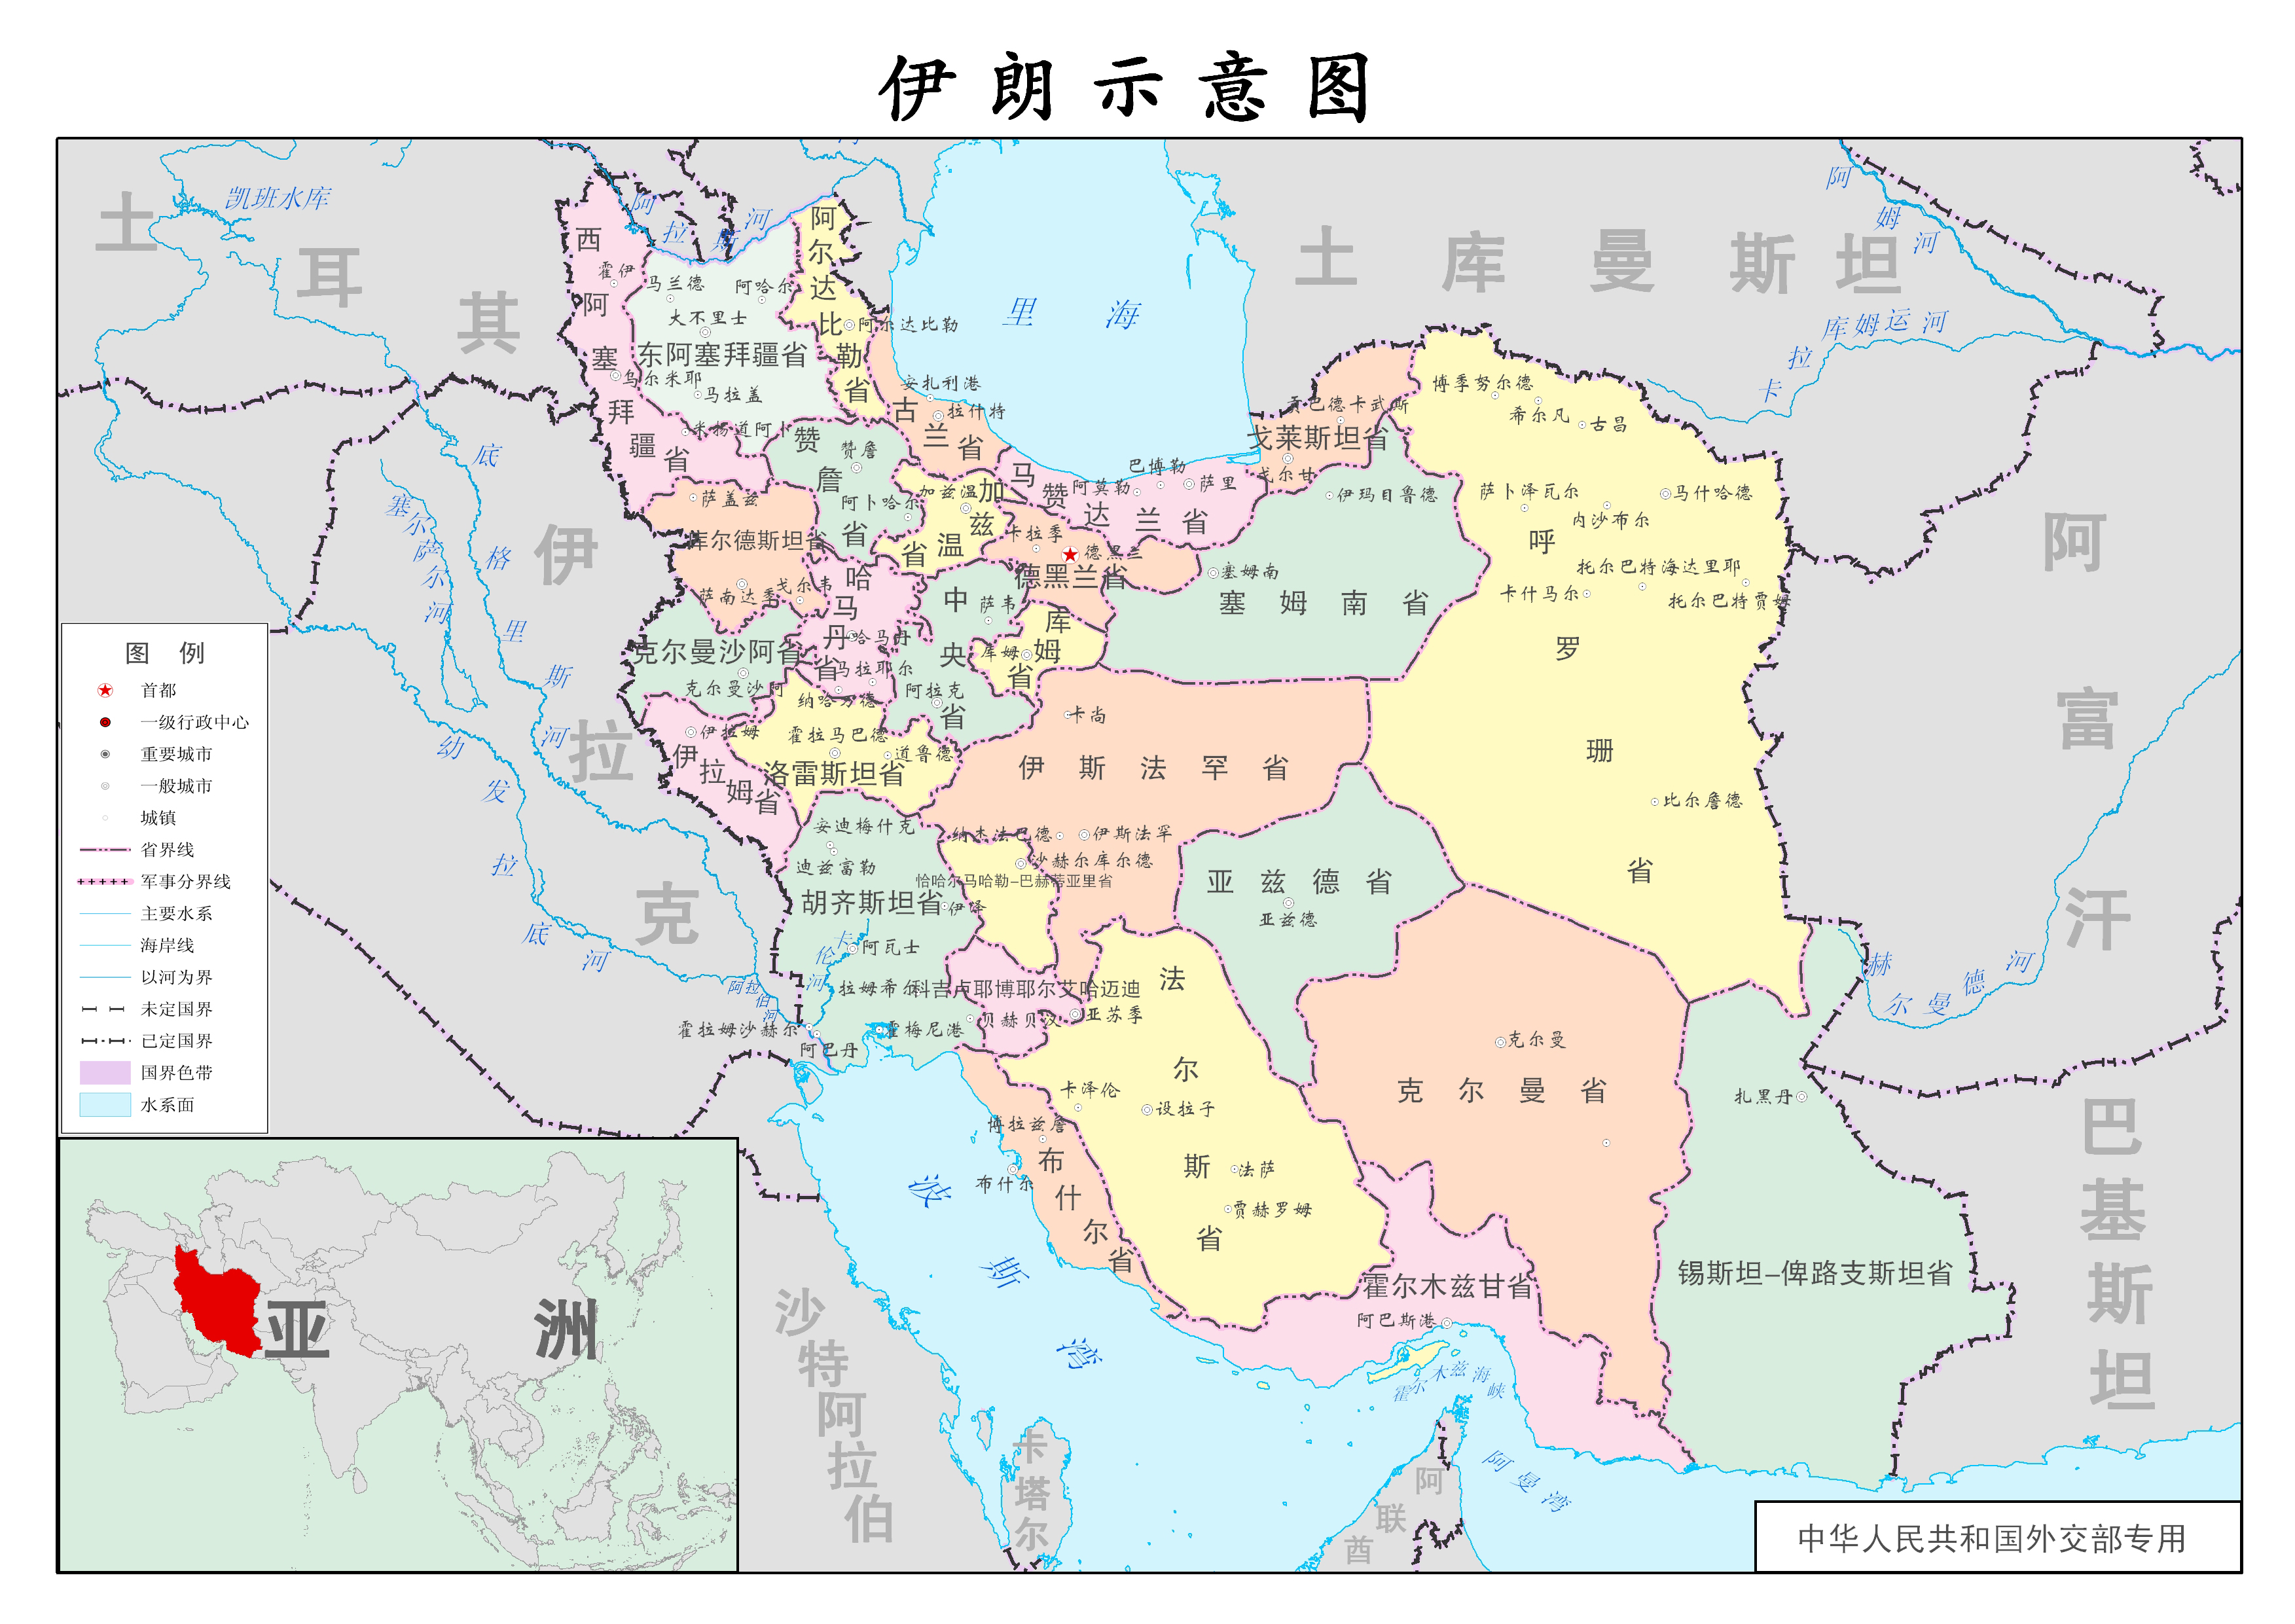 伊朗示意图
土耳其
凯班水库
阿拉斯河
里海
土库曼斯坦
阿姆河
卡拉库姆运河
西阿塞拜疆省
霍伊
马兰德
阿哈尔
大不里士
东阿塞拜疆省
乌尔米耶
马拉盖
米扬道阿卜
阿尔达比勒省
阿尔达比勒
安扎利港
古兰省
拉什特
赞詹省
赞詹
阿卜哈尔
加兹温省
加兹温
马赞达兰省
阿莫勒
巴博勒
萨里
贡巴德卡武斯
戈莱斯坦省
戈尔甘
博季努尔德
希尔凡
古昌
伊玛目鲁德
萨卜泽瓦尔
内沙布尔
马什哈德
呼罗珊省
托尔巴特海达里耶
卡什马尔
托尔巴特贾姆
比尔詹德
萨盖兹
库尔德斯坦省
萨南达季
戈尔韦
哈马丹省
哈马丹
马拉耶尔
纳哈万德
卡拉季
德黑兰
德黑兰省
塞姆南
塞姆南省
中央省
萨韦
阿拉克
库姆省
库姆
克尔曼沙阿省
克尔曼沙阿
伊拉姆省
伊拉姆
霍拉马巴德
道鲁德
洛雷斯坦省
卡尚
伊斯法罕省
纳杰法巴德
伊斯法罕
沙赫尔库尔德
恰哈尔马哈勒-巴赫蒂亚里省
安迪梅什克
迪兹富勒
胡齐斯坦省
伊泽
阿瓦士
卡伦河
拉姆希尔
科吉卢耶博耶尔艾哈迈迪
贝赫贝汉
亚苏季
霍拉姆沙赫尔
阿巴丹
霍梅尼港
阿拉伯河
亚兹德省
亚兹德
法尔斯省
卡泽伦
设拉子
法萨
贾赫罗姆
博拉兹詹
布什尔
布什尔省
克尔曼
克尔曼省
扎黑丹
锡斯坦-俾路支斯坦省
霍尔木兹甘省
阿巴斯港
霍尔木兹海峡
阿曼湾
波斯湾
伊拉克
底格里斯河
塞尔萨尔河
幼发拉底河
阿富汗
赫尔曼德河
巴基斯坦
沙特阿拉伯
卡塔尔
阿联酋
图例
首都
一级行政中心
重要城市
一般城市
城镇
省界线
军事分界线
主要水系
海岸线
以河为界
未定国界
已定国界
国界色带
水系面
亚洲
中华人民共和国外交部专用